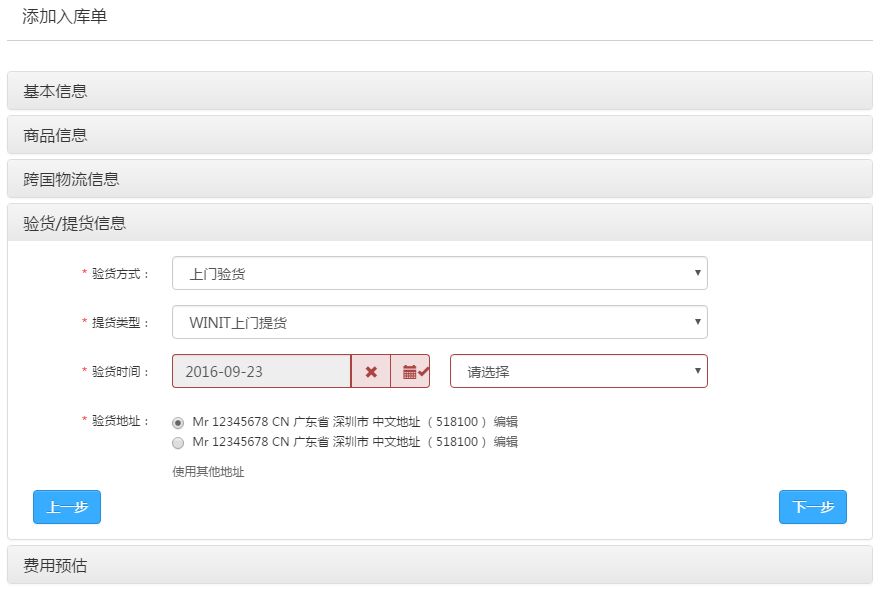 添加入库单
基本信息
商品信息
跨国物流信息
验货/提货信息
* 验货方式： 上门验货
* 提货类型： WINIT上门提货
* 验货时间： 2016-09-23 请选择
* 验货地址： Mr 12345678 CN 广东省 深圳市 中文地址 （ 518100 ） 编辑
Mr 12345678 CN 广东省 深圳市 中文地址 （ 518100 ） 编辑
使用其他地址
上一步 下一步
费用预估